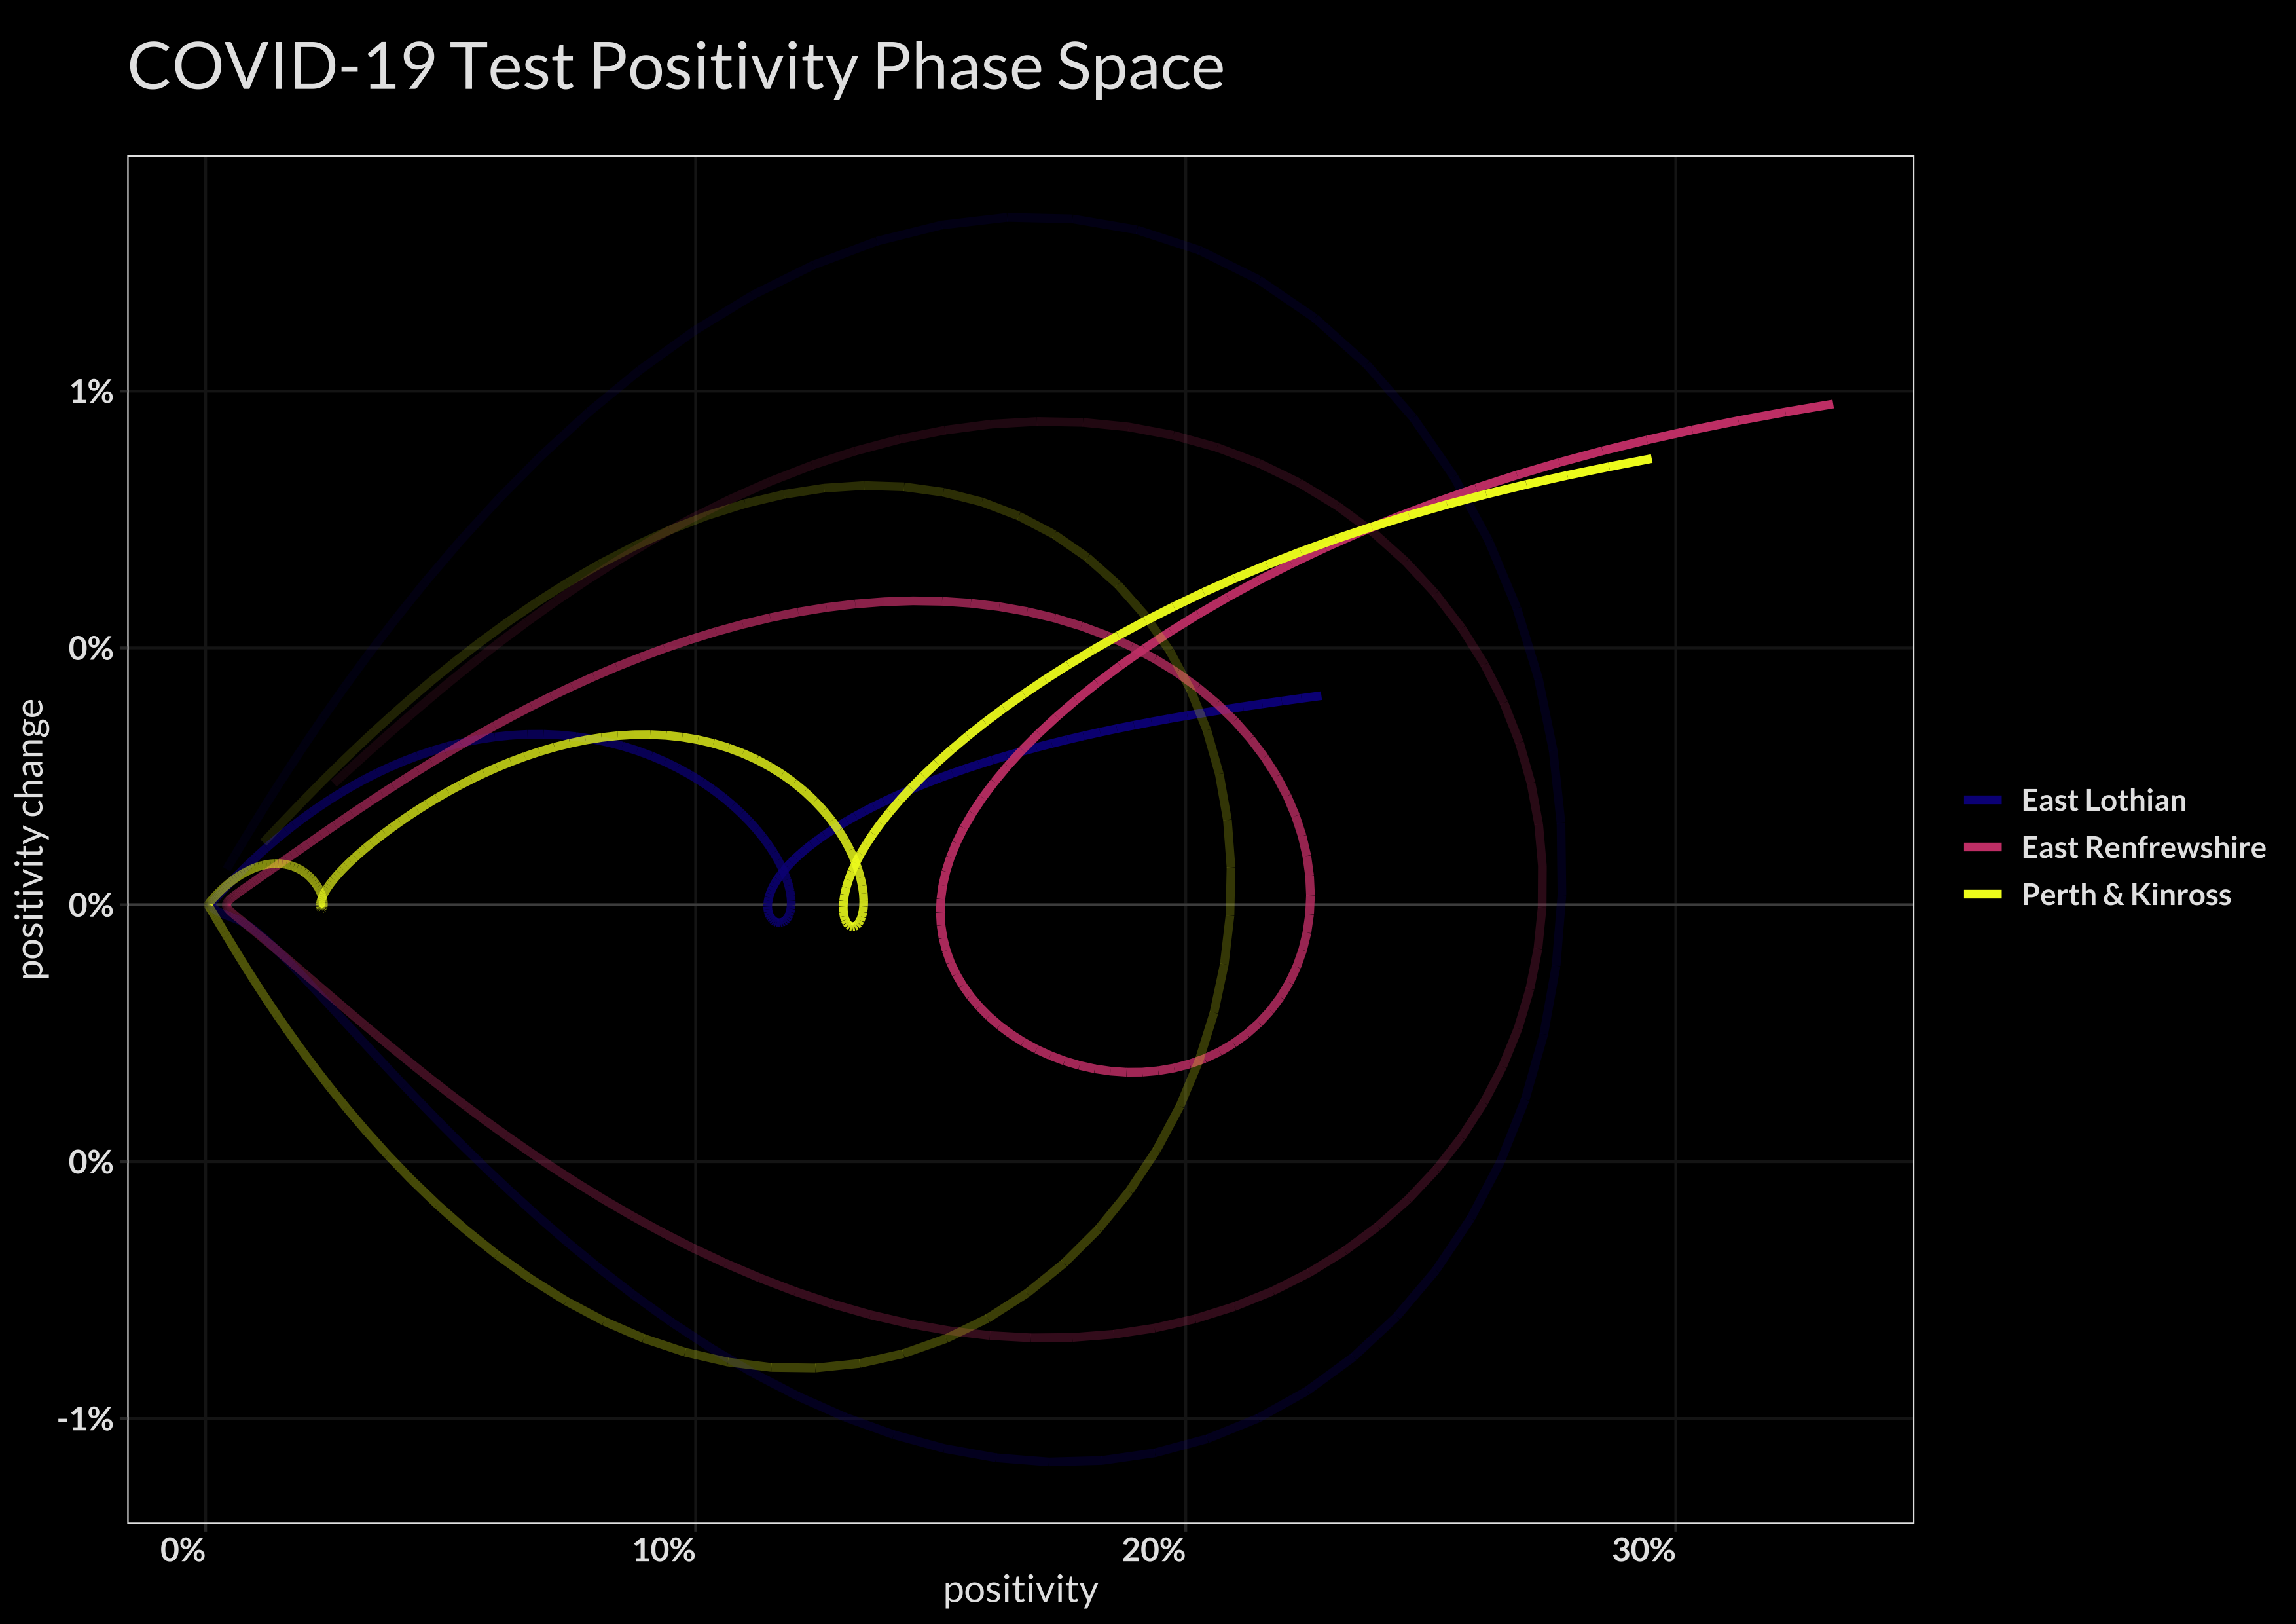 COVID-19 Test Positivity Phase Space
1%
0%
0%
0%
-1%
positivity change
0%
10%
20%
30%
positivity
East Lothian
East Renfrewshire
Perth & Kinross